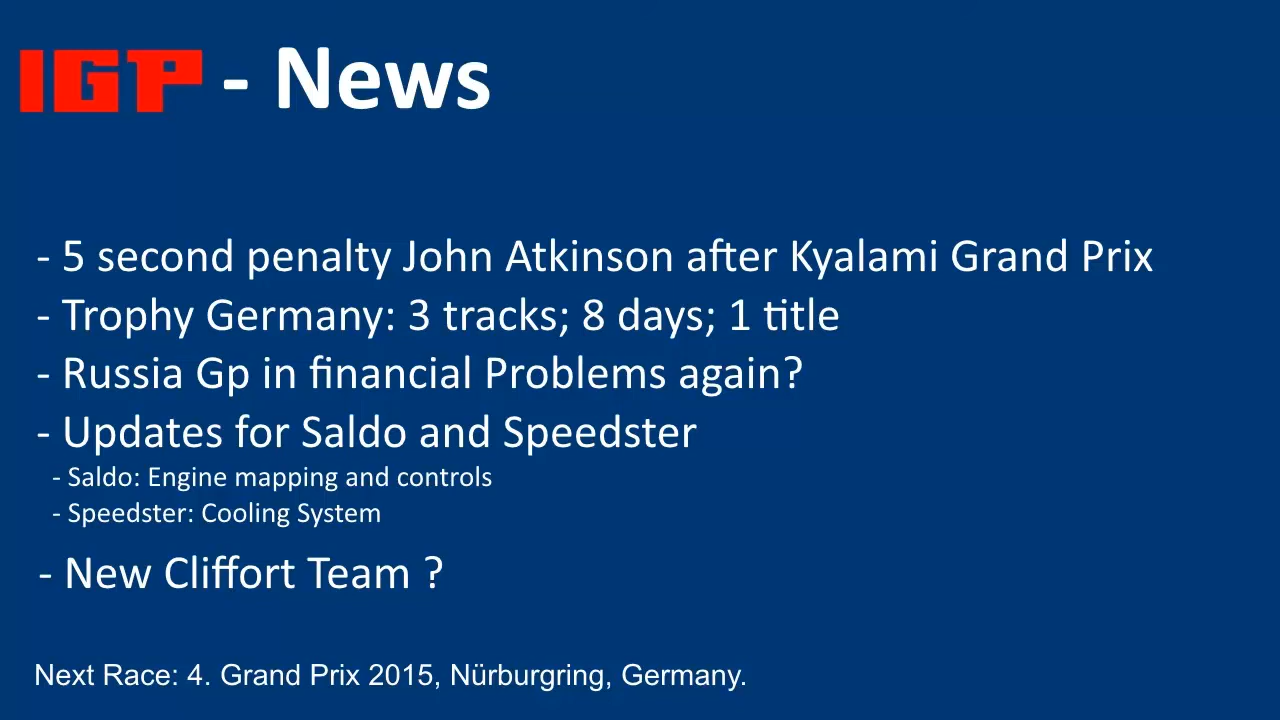 IGP - News
- 5 second penalty John Atkinson after Kyalami Grand Prix
- Trophy Germany: 3 tracks; 8 days; 1 title
- Russia Gp in financial Problems again?
- Updates for Saldo and Speedster
- Saldo: Engine mapping and controls
- Speedster: Cooling System
- New Cliffort Team ?
Next Race: 4. Grand Prix 2015, Nürburgring, Germany.